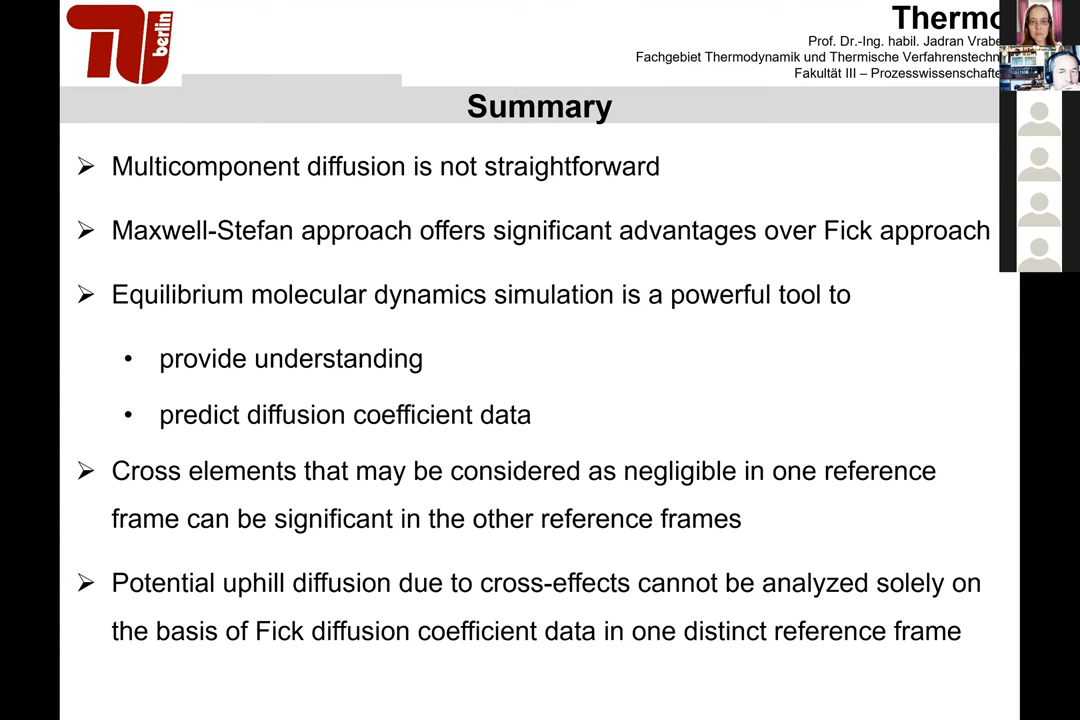 berlin
Thermo
Prof. Dr.-Ing. habil. Jadran Vrabe
Fachgebiet Thermodynamik und Thermische Verfahrenstechn
Fakultät III – Prozesswissenschafte
Summary
➢ Multicomponent diffusion is not straightforward
➢ Maxwell-Stefan approach offers significant advantages over Fick approach
➢ Equilibrium molecular dynamics simulation is a powerful tool to
• provide understanding
• predict diffusion coefficient data
➢ Cross elements that may be considered as negligible in one reference
frame can be significant in the other reference frames
➢ Potential uphill diffusion due to cross-effects cannot be analyzed solely on
the basis of Fick diffusion coefficient data in one distinct reference frame